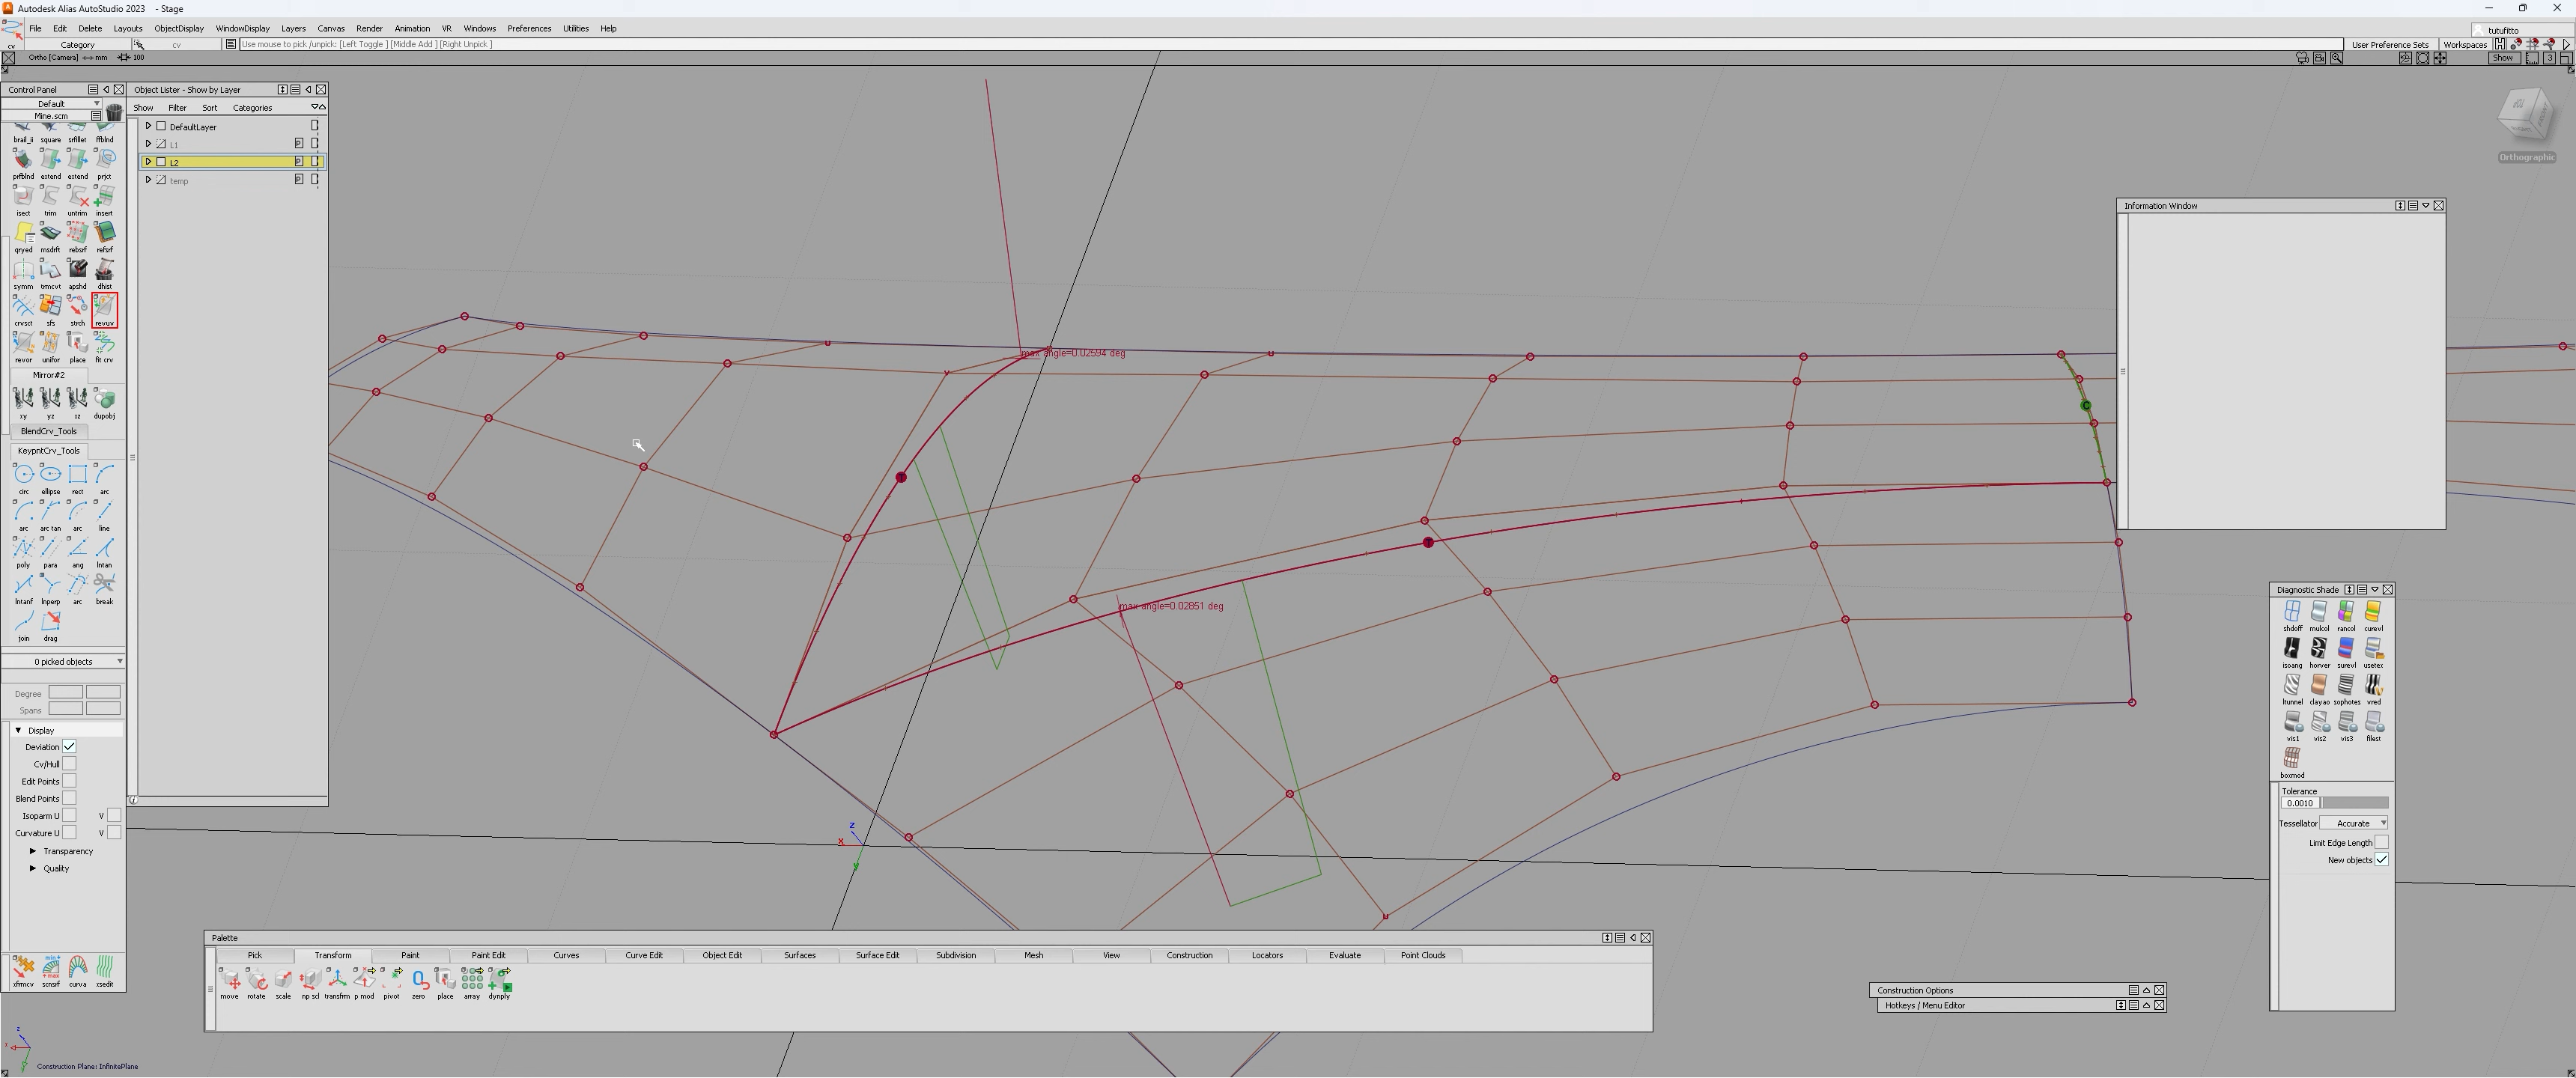 Autodesk Alias AutoStudio 2023 - Stage
File Edit Delete Layouts ObjectDisplay WindowDisplay Layers Canvas Render Animation VR Windows Preferences Utilities Help
tutufitto
cv Category cv Use mouse to pick /unpick: [Left Toggle ] [Middle Add ] [Right Unpick ] User Preference Sets Workspaces
Ortho [Camera] mm 100 Show 3
Control Panel
Default
Mine.scm
brail_ii square srfillet ffblnd
prfblnd extend extend prjct
isect trim untrim insert
qryed msdrft rebsrf refsrf
symm trmcvt apshd dhist
crvsct sfs strch revuv
revor unifor place fit crv
Mirror#2
xy yz xz dupobj
BlendCrv_Tools
KeypntCrv_Tools
circ ellipse rect arc
arc arc tan arc line
poly para ang lntan
lntanf lnperp arc break
join drag
0 picked objects
Degree
Spans
Display
Deviation
Cv/Hull
Edit Points
Blend Points
Isoparm U V
Curvature U V
Transparency
Quality
xfrmcv scnsrf curva xsedit
Object Lister - Show by Layer
Show Filter Sort Categories
DefaultLayer
L1 P
L2 P
temp P
max angle=0.02594 deg
max angle=0.02851 deg
T
T
C
Orthographic
Information Window
Diagnostic Shade
shdoff mulcol rancol curevl
isoang horver surevl usetex
ltunnel clayao sophotes vred
vis1 vis2 vis3 filest
boxmod
Tolerance
0.0010
Tessellator Accurate
Limit Edge Length
New objects
Palette
Pick Transform Paint Paint Edit Curves Curve Edit Object Edit Surfaces Surface Edit Subdivision Mesh View Construction Locators Evaluate Point Clouds
move rotate scale np scl transfrm p mod pivot zero place array dynply
Construction Options
Hotkeys / Menu Editor
x y z
Construction Plane: InfinitePlane